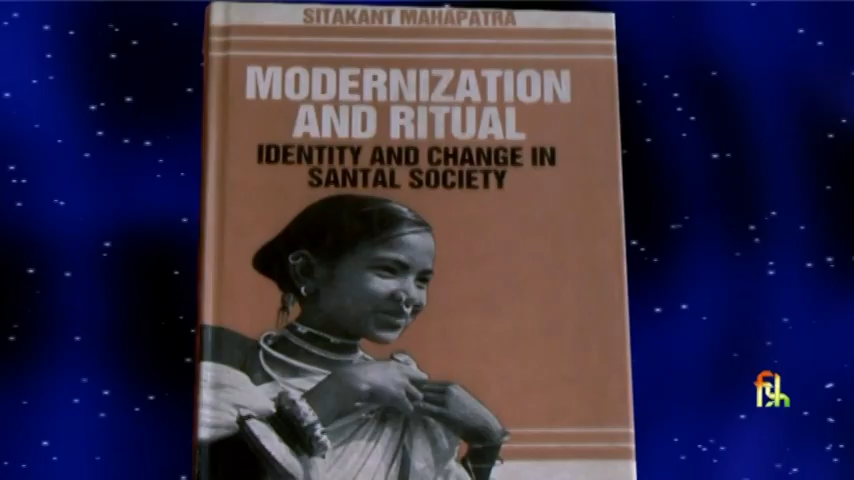 SITAKANT MAHAPATRA
MODERNIZATION
AND RITUAL
IDENTITY AND CHANGE IN
SANTAL SOCIETY